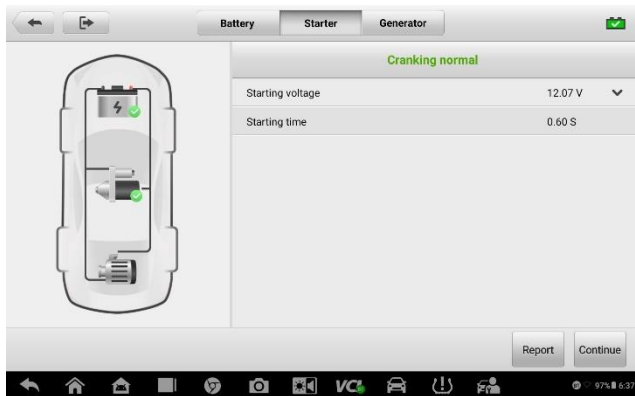 Battery Starter Generator
Cranking normal
Starting voltage 12.07 V
Starting time 0.60 S
Report Continue
VCI 97% 6:37